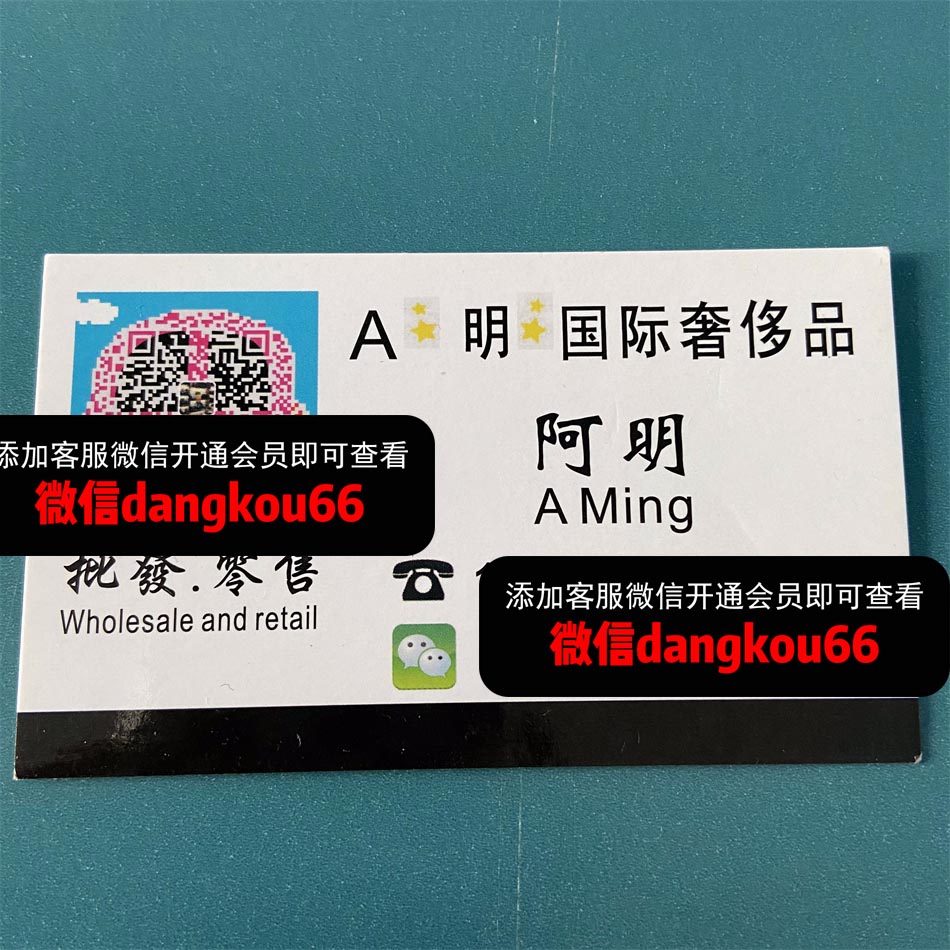 A 明 国际奢侈品
阿明
A Ming
添加客服微信开通会员即可查看
微信dangkou66
批發.零售
Wholesale and retail
添加客服微信开通会员即可查看
微信dangkou66